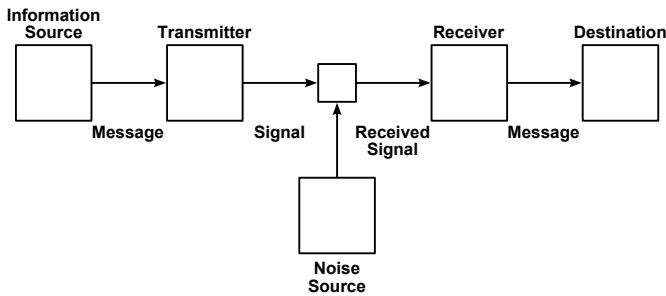 Information
Source
Transmitter
Receiver
Destination
Message
Signal
Received
Signal
Message
Noise
Source